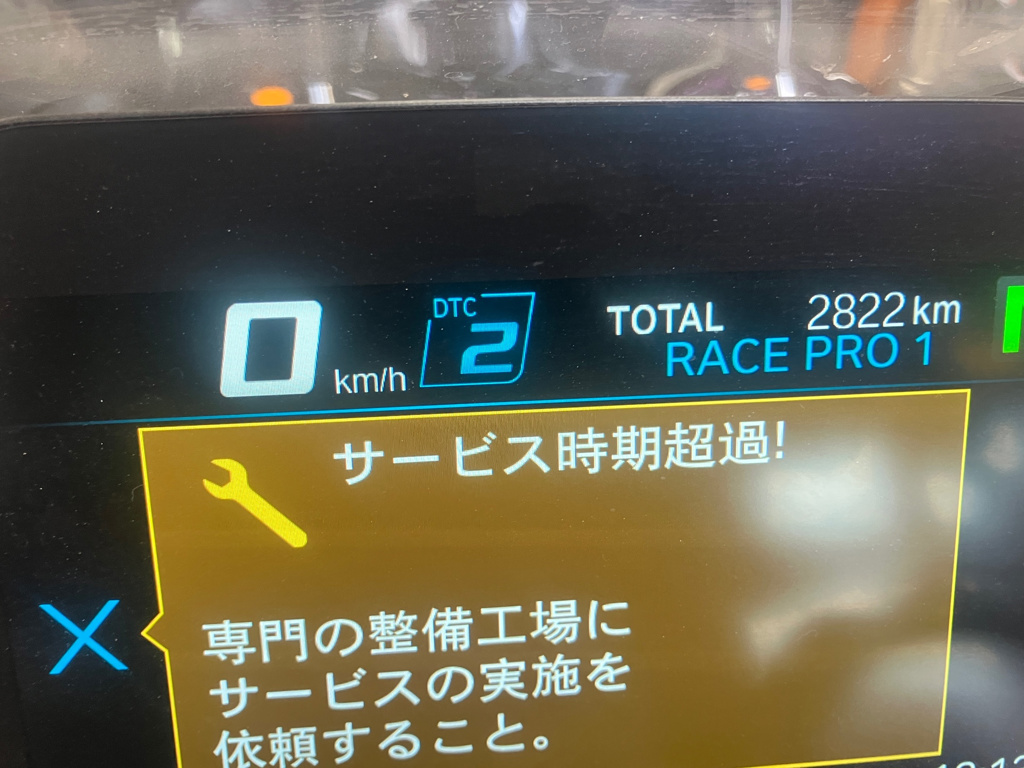 DTC
0 km/h 2
TOTAL 2822 km
RACE PRO 1
サービス時期超過!
専門の整備工場に
サービスの実施を
依頼すること。